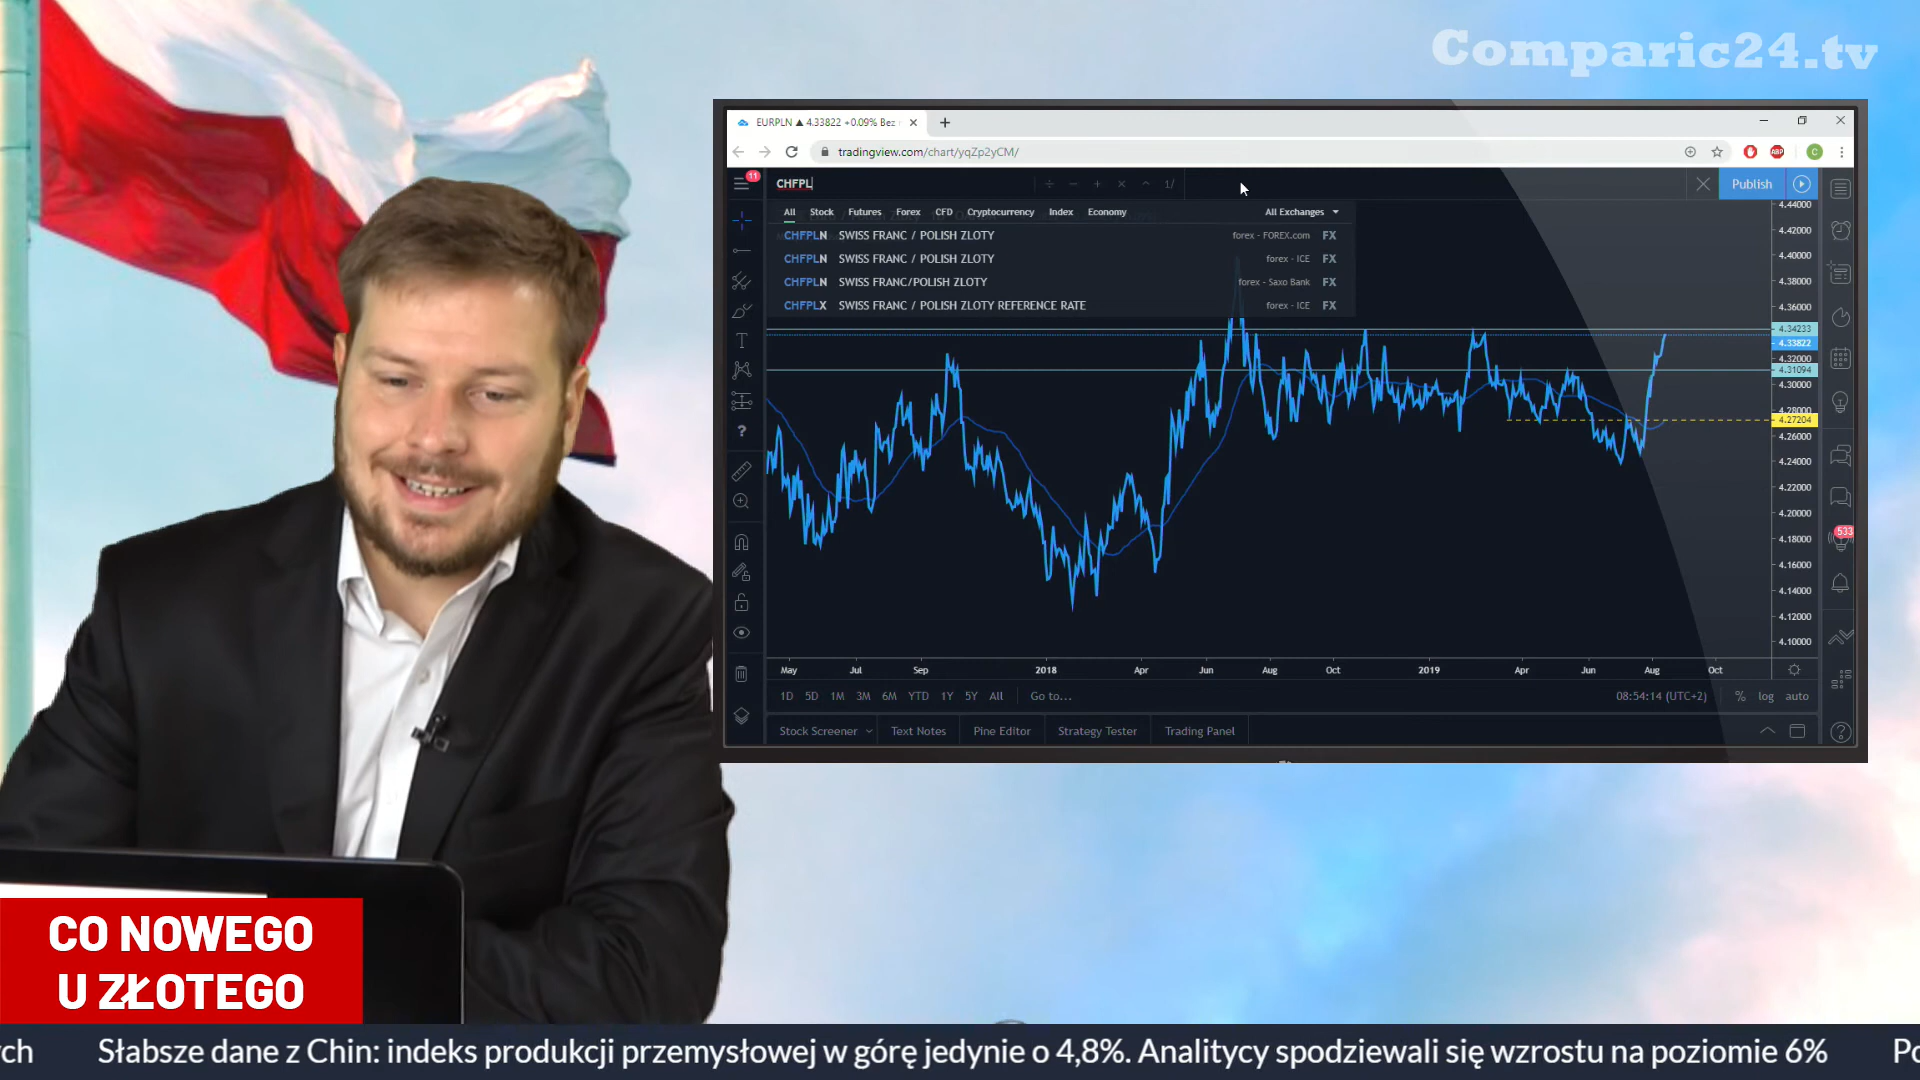 Comparic24.tv
EURPLN ▲ 4.33822 +0.09% Bez
tradingview.com/chart/yqZp2yCM/
ABP
C
11
CHFPL
1/
Publish
All Stock Futures Forex CFD Cryptocurrency Index Economy All Exchanges
CHFPLN SWISS FRANC / POLISH ZLOTY forex - FOREX.com FX
CHFPLN SWISS FRANC / POLISH ZLOTY forex - ICE FX
CHFPLN SWISS FRANC/POLISH ZLOTY forex - Saxo Bank FX
CHFPLX SWISS FRANC / POLISH ZLOTY REFERENCE RATE forex - ICE FX
4.44000
4.42000
4.40000
4.38000
4.36000
4.34233
4.33822
4.32000
4.31094
4.30000
4.28000
4.27204
4.26000
4.24000
4.22000
4.20000
4.18000
4.16000
4.14000
4.12000
4.10000
533
May Jul Sep 2018 Apr Jun Aug Oct 2019 Apr Jun Aug Oct
1D 5D 1M 3M 6M YTD 1Y 5Y All Go to... 08:54:14 (UTC+2) % log auto
Stock Screener Text Notes Pine Editor Strategy Tester Trading Panel
CO NOWEGO
U ZŁOTEGO
ch Słabsze dane z Chin: indeks produkcji przemysłowej w górę jedynie o 4,8%. Analitycy spodziewali się wzrostu na poziomie 6% Po